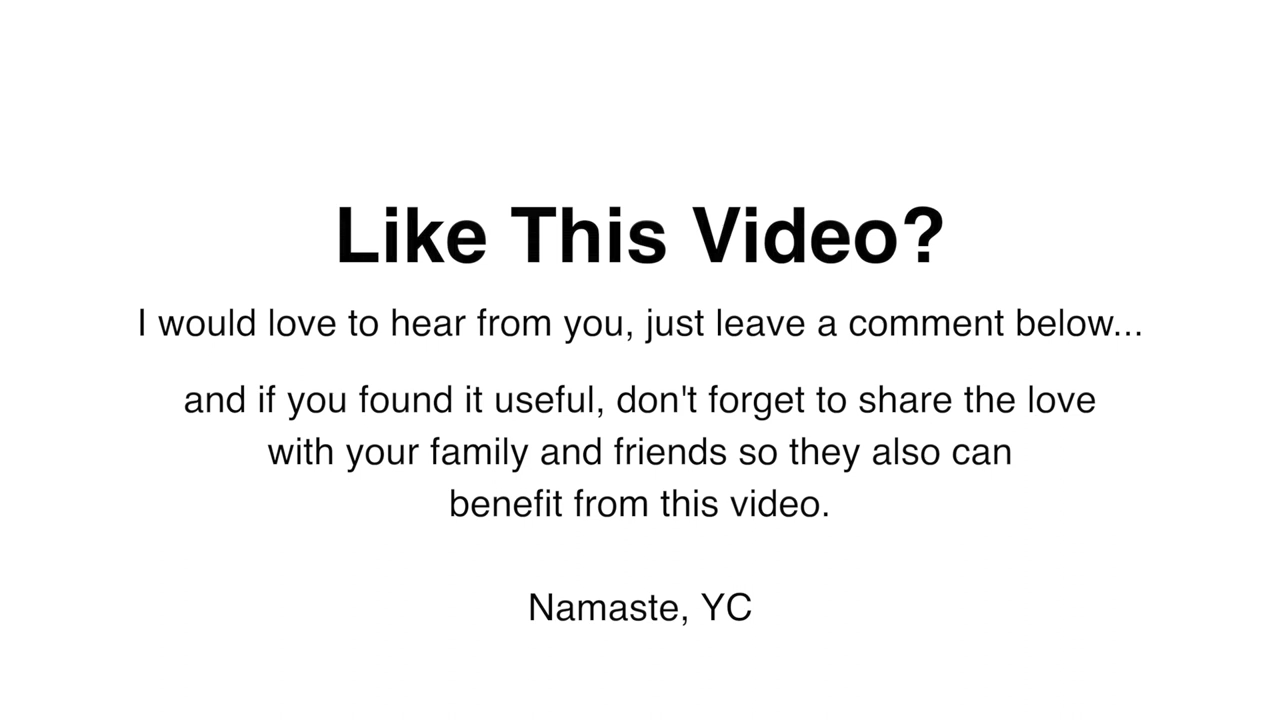 Like This Video?
I would love to hear from you, just leave a comment below...
and if you found it useful, don't forget to share the love
with your family and friends so they also can
benefit from this video.
Namaste, YC